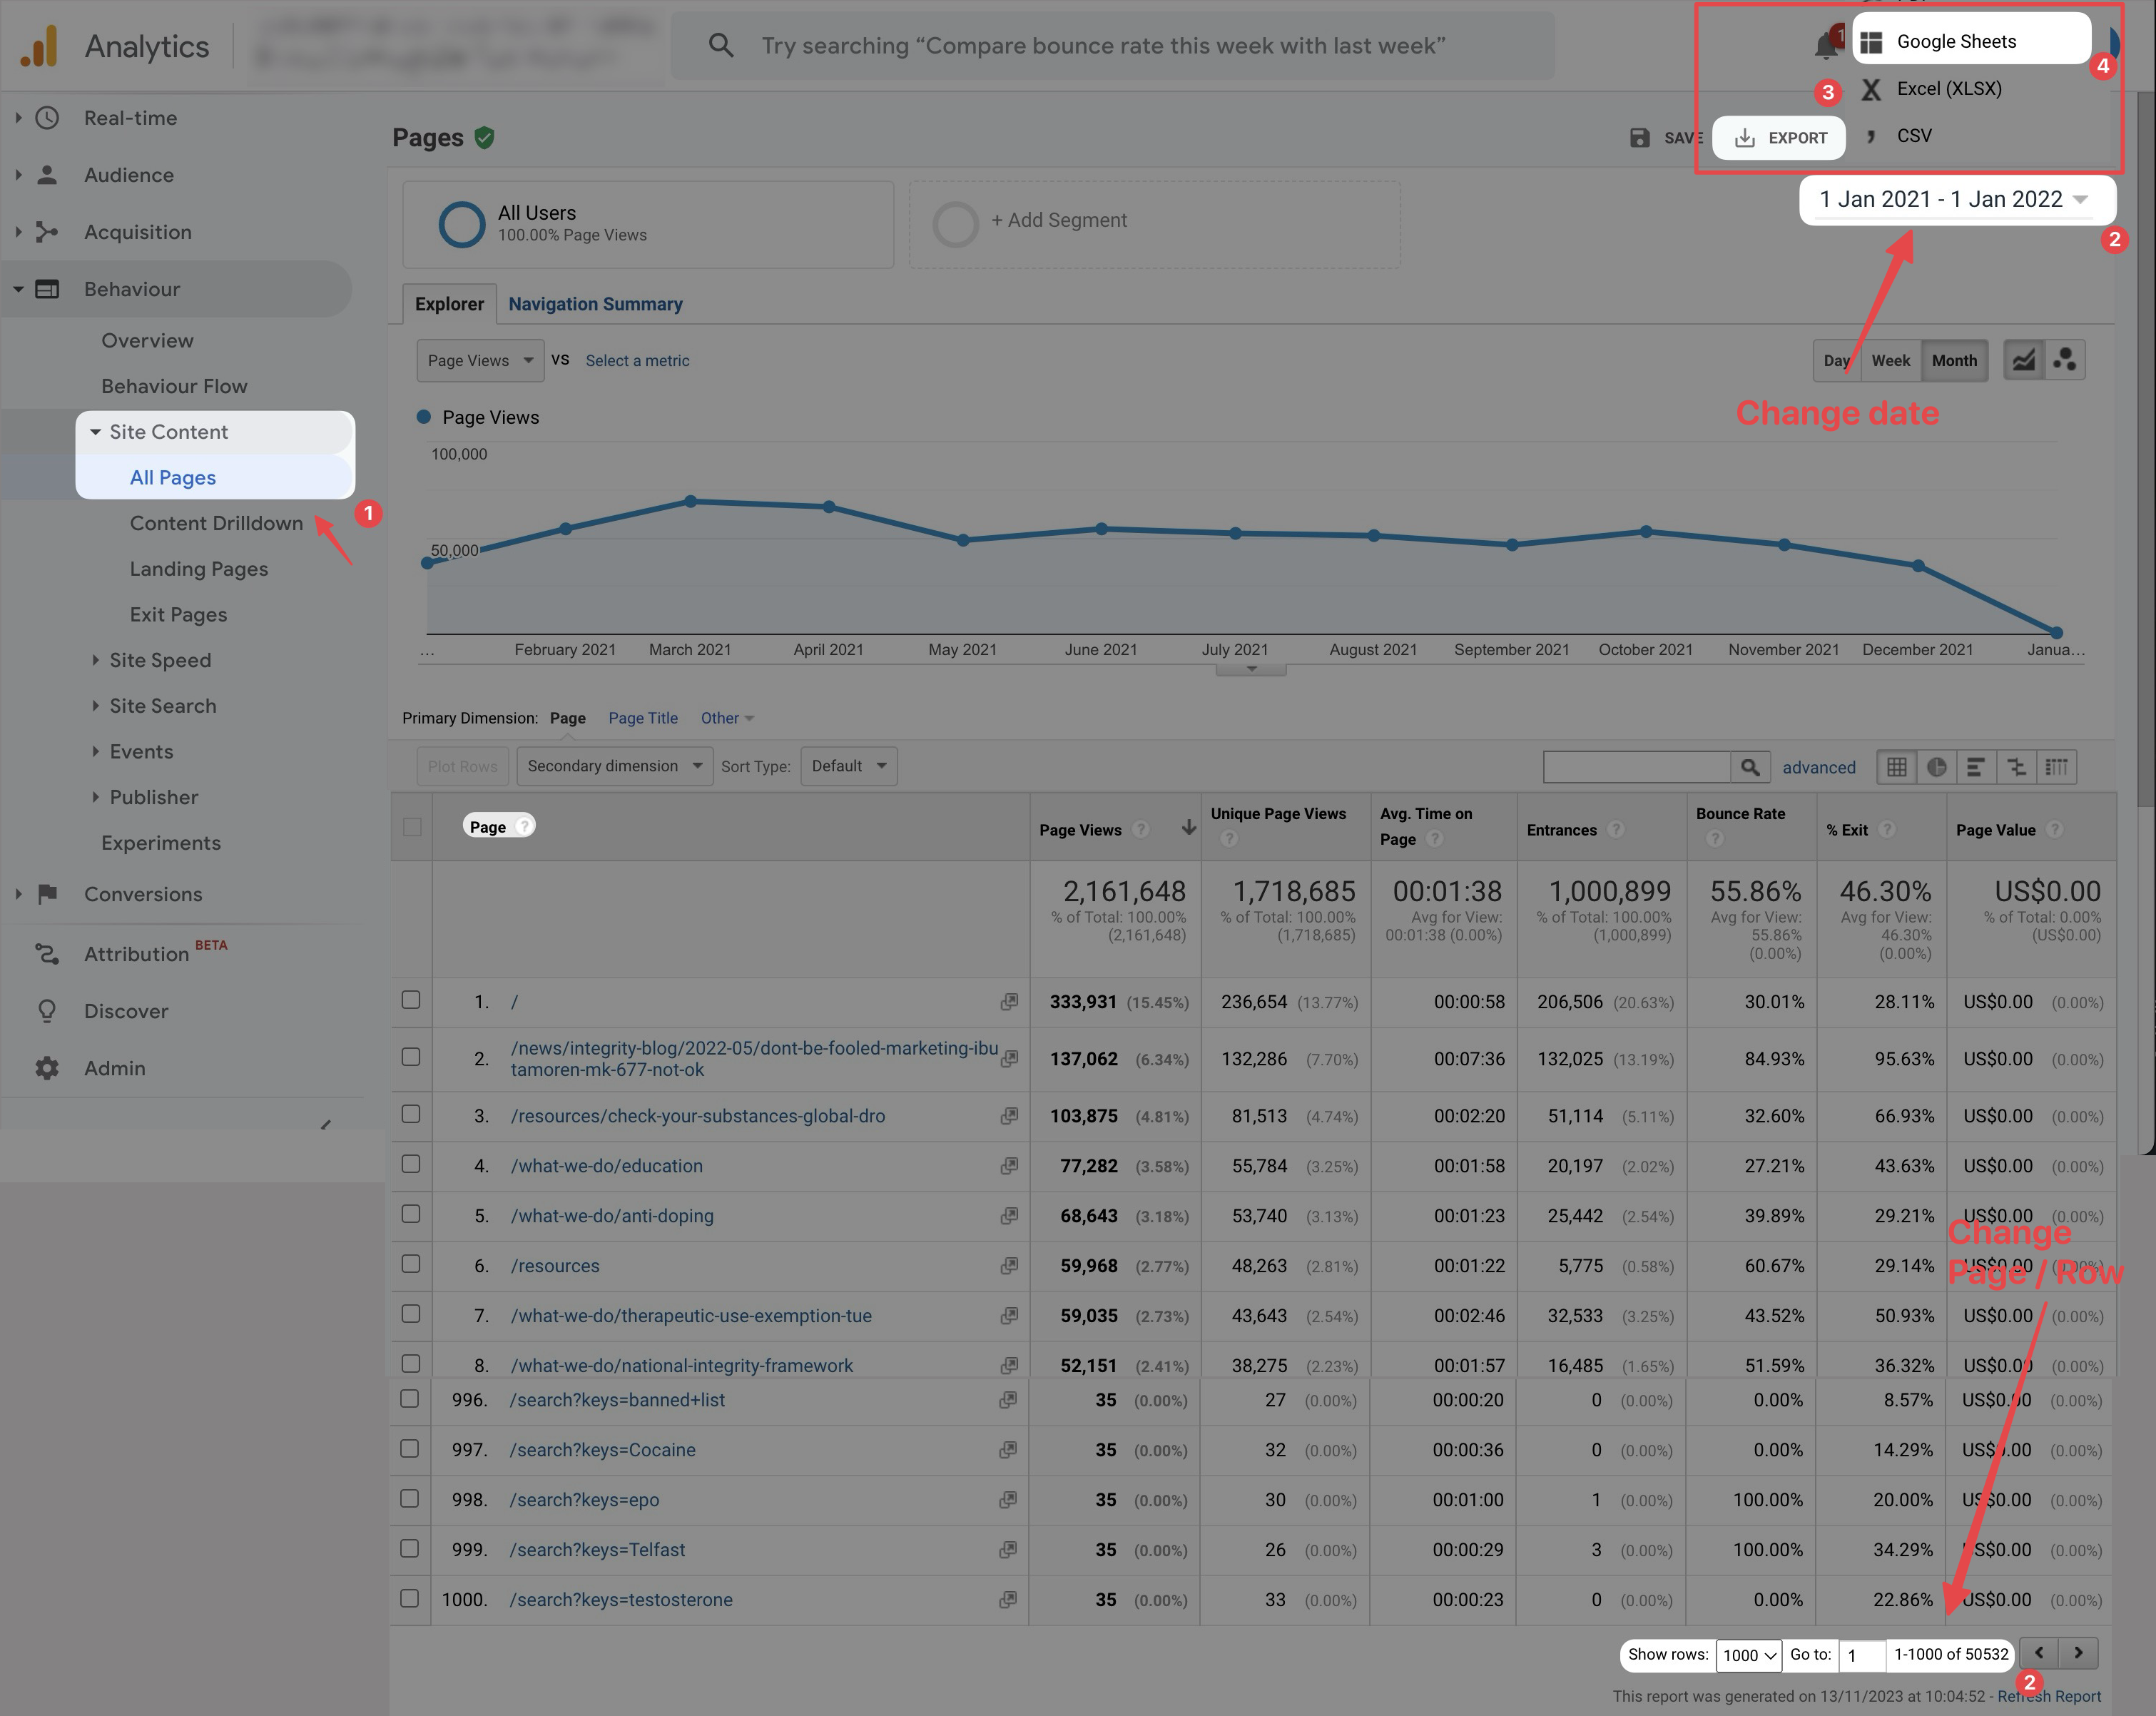 Analytics
Try searching “Compare bounce rate this week with last week”
1
Google Sheets
4
Excel (XLSX)
3
CSV
Real-time
Audience
Acquisition
Behaviour
Overview
Behaviour Flow
Site Content
All Pages
1
Content Drilldown
Landing Pages
Exit Pages
Site Speed
Site Search
Events
Publisher
Experiments
Conversions
Attribution BETA
Discover
Admin
Pages
SAVE
EXPORT
1 Jan 2021 - 1 Jan 2022
2
All Users
100.00% Page Views
+ Add Segment
Explorer
Navigation Summary
Page Views VS Select a metric
Day Week Month
Change date
Page Views
100,000
50,000
... February 2021 March 2021 April 2021 May 2021 June 2021 July 2021 August 2021 September 2021 October 2021 November 2021 December 2021 Janua...
Primary Dimension: Page Page Title Other
Plot Rows Secondary dimension Sort Type: Default advanced
Page ? Page Views ? Unique Page Views ? Avg. Time on Page ? Entrances ? Bounce Rate ? % Exit ? Page Value ?
2,161,648 1,718,685 00:01:38 1,000,899 55.86% 46.30% US$0.00
% of Total: 100.00% % of Total: 100.00% Avg for View: % of Total: 100.00% Avg for View: Avg for View: % of Total: 0.00%
(2,161,648) (1,718,685) 00:01:38 (0.00%) (1,000,899) 55.86% 46.30% (US$0.00)
(0.00%) (0.00%)
1. / 333,931 (15.45%) 236,654 (13.77%) 00:00:58 206,506 (20.63%) 30.01% 28.11% US$0.00 (0.00%)
2. /news/integrity-blog/2022-05/dont-be-fooled-marketing-ibu
tamoren-mk-677-not-ok 137,062 (6.34%) 132,286 (7.70%) 00:07:36 132,025 (13.19%) 84.93% 95.63% US$0.00 (0.00%)
3. /resources/check-your-substances-global-dro 103,875 (4.81%) 81,513 (4.74%) 00:02:20 51,114 (5.11%) 32.60% 66.93% US$0.00 (0.00%)
4. /what-we-do/education 77,282 (3.58%) 55,784 (3.25%) 00:01:58 20,197 (2.02%) 27.21% 43.63% US$0.00 (0.00%)
5. /what-we-do/anti-doping 68,643 (3.18%) 53,740 (3.13%) 00:01:23 25,442 (2.54%) 39.89% 29.21% US$0.00 (0.00%)
Change
Page / Row
6. /resources 59,968 (2.77%) 48,263 (2.81%) 00:01:22 5,775 (0.58%) 60.67% 29.14% US$0.00 (0.00%)
7. /what-we-do/therapeutic-use-exemption-tue 59,035 (2.73%) 43,643 (2.54%) 00:02:46 32,533 (3.25%) 43.52% 50.93% US$0.00 (0.00%)
8. /what-we-do/national-integrity-framework 52,151 (2.41%) 38,275 (2.23%) 00:01:57 16,485 (1.65%) 51.59% 36.32% US$0.00 (0.00%)
996. /search?keys=banned+list 35 (0.00%) 27 (0.00%) 00:00:20 0 (0.00%) 0.00% 8.57% US$0.00 (0.00%)
997. /search?keys=Cocaine 35 (0.00%) 32 (0.00%) 00:00:36 0 (0.00%) 0.00% 14.29% US$0.00 (0.00%)
998. /search?keys=epo 35 (0.00%) 30 (0.00%) 00:01:00 1 (0.00%) 100.00% 20.00% US$0.00 (0.00%)
999. /search?keys=Telfast 35 (0.00%) 26 (0.00%) 00:00:29 3 (0.00%) 100.00% 34.29% US$0.00 (0.00%)
1000. /search?keys=testosterone 35 (0.00%) 33 (0.00%) 00:00:23 0 (0.00%) 0.00% 22.86% US$0.00 (0.00%)
Show rows: 1000 Go to: 1 1-1000 of 50532
2
This report was generated on 13/11/2023 at 10:04:52 - Refresh Report